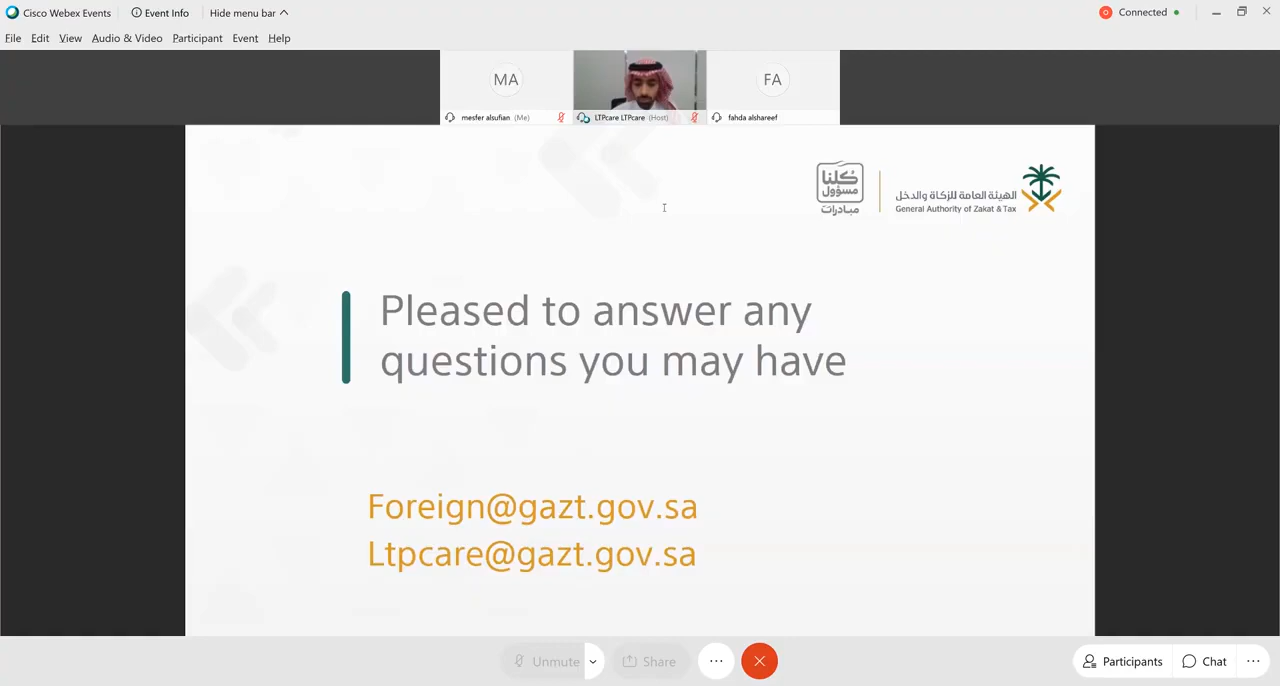 Cisco Webex Events
Event Info
Hide menu bar
Connected
File Edit View Audio & Video Participant Event Help
MA
FA
mesfer alsufian (Me)
LTPcare LTPcare (Host)
fahda alshareef
كلنا
مسؤول
مبادرات
الهيئة العامة للزكاة والدخل
General Authority of Zakat & Tax
Pleased to answer any
questions you may have
Foreign@gazt.gov.sa
Ltpcare@gazt.gov.sa
Unmute
Share
Participants
Chat